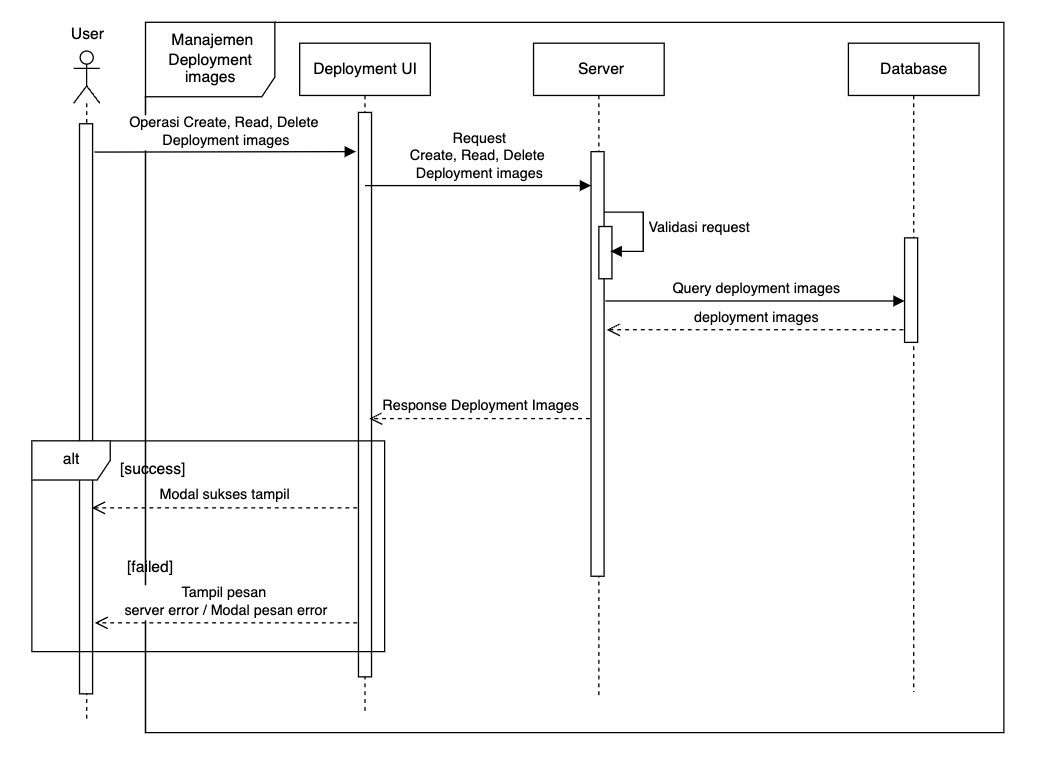 User
Manajemen
Deployment
images
Deployment UI
Server
Database
Operasi Create, Read, Delete
Deployment images
Request
Create, Read, Delete
Deployment images
Validasi request
Query deployment images
deployment images
Response Deployment Images
alt
[success]
Modal sukses tampil
[failed]
Tampil pesan
server error / Modal pesan error